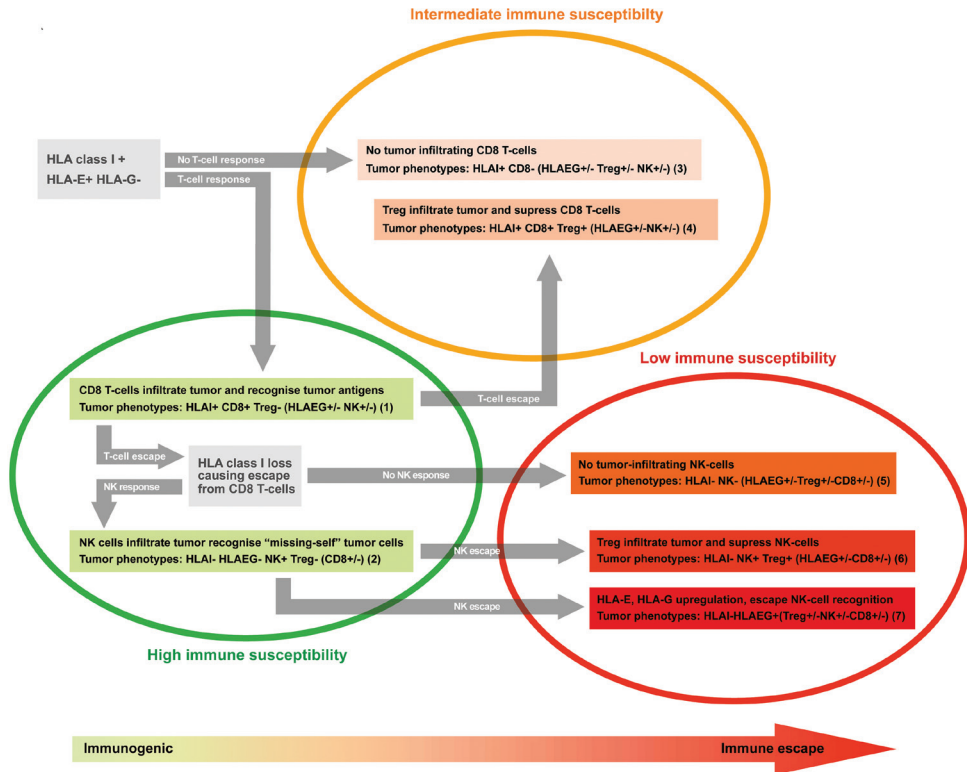 Intermediate immune susceptibilty
HLA class I +
HLA-E+ HLA-G-
No T-cell response
T-cell response
No tumor infiltrating CD8 T-cells
Tumor phenotypes: HLAI+ CD8- (HLAEG+/- Treg+/- NK+/-) (3)
Treg infiltrate tumor and supress CD8 T-cells
Tumor phenotypes: HLAI+ CD8+ Treg+ (HLAEG+/-NK+/-) (4)
Low immune susceptibility
CD8 T-cells infiltrate tumor and recognise tumor antigens
Tumor phenotypes: HLAI+ CD8+ Treg- (HLAEG+/- NK+/-) (1)
T-cell escape
T-cell escape
HLA class I loss
causing escape
from CD8 T-cells
NK response
No NK esponse
No tumor-infiltrating NK-cells
Tumor phenotypes: HLAI- NK- (HLAEG+/-Treg+/-CD8+/-) (5)
NK cells infiltrate tumor recognise “missing-self” tumor cells
Tumor phenotypes: HLAI- HLAEG- NK+ Treg- (CD8+/-) (2)
NK escape
Treg infiltrate tumor and supress NK-cells
Tumor phenotypes: HLAI- NK+ Treg+ (HLAEG+/-CD8+/-) (6)
NK escape
HLA-E, HLA-G upregulation, escape NK-cell recognition
Tumor phenotypes: HLAI-HLAEG+(Treg+/-NK+/-CD8+/-) (7)
High immune susceptibility
Immunogenic
Immune escape